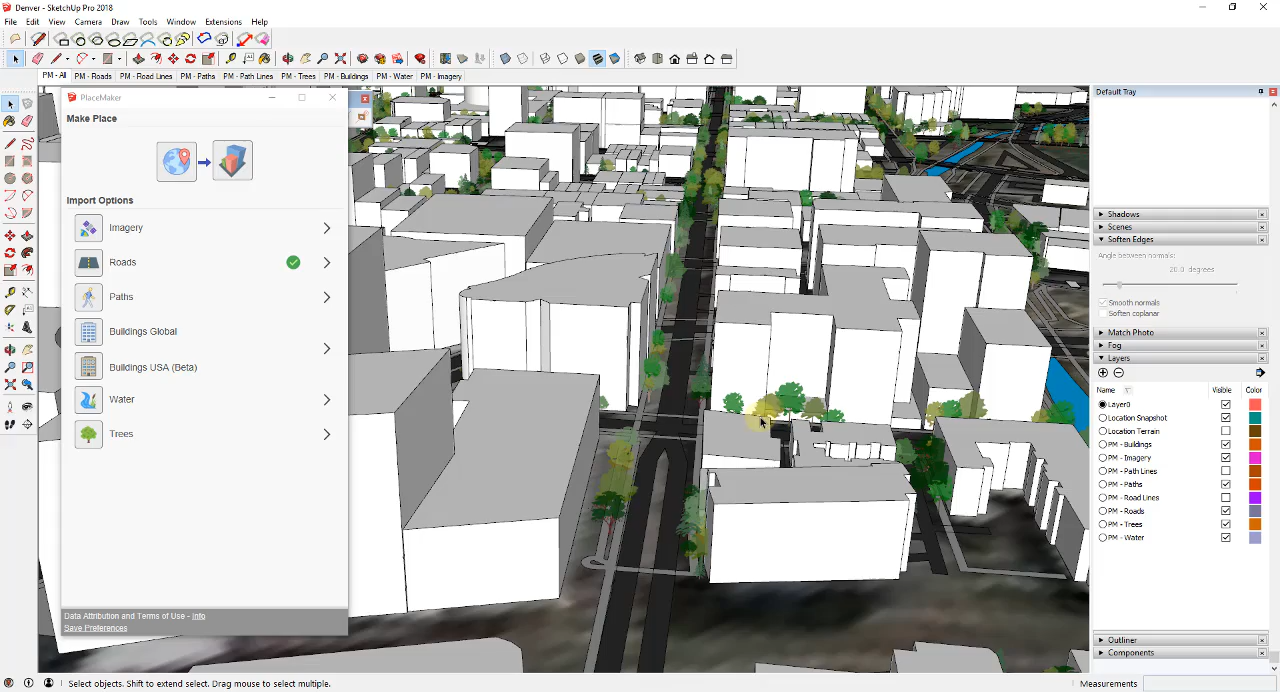 Denver - SketchUp Pro 2018
File Edit View Camera Draw Tools Window Extensions Help
PM - All PM - Roads PM - Road Lines PM - Paths PM - Path Lines PM - Trees PM - Buildings PM - Water PM - Imagery
PlaceMaker
Make Place
Import Options
Imagery
Roads
Paths
Buildings Global
Buildings USA (Beta)
Water
Trees
Data Attribution and Terms of Use - Info
Save Preferences
Default Tray
Shadows
Scenes
Soften Edges
Angle between normals:
20.0 degrees
Smooth normals
Soften coplanar
Match Photo
Fog
Layers
Name Visible Color
Layer0
Location Snapshot
Location Terrain
PM - Buildings
PM - Imagery
PM - Path Lines
PM - Paths
PM - Road Lines
PM - Roads
PM - Trees
PM - Water
Outliner
Components
Select objects. Shift to extend select. Drag mouse to select multiple.
Measurements